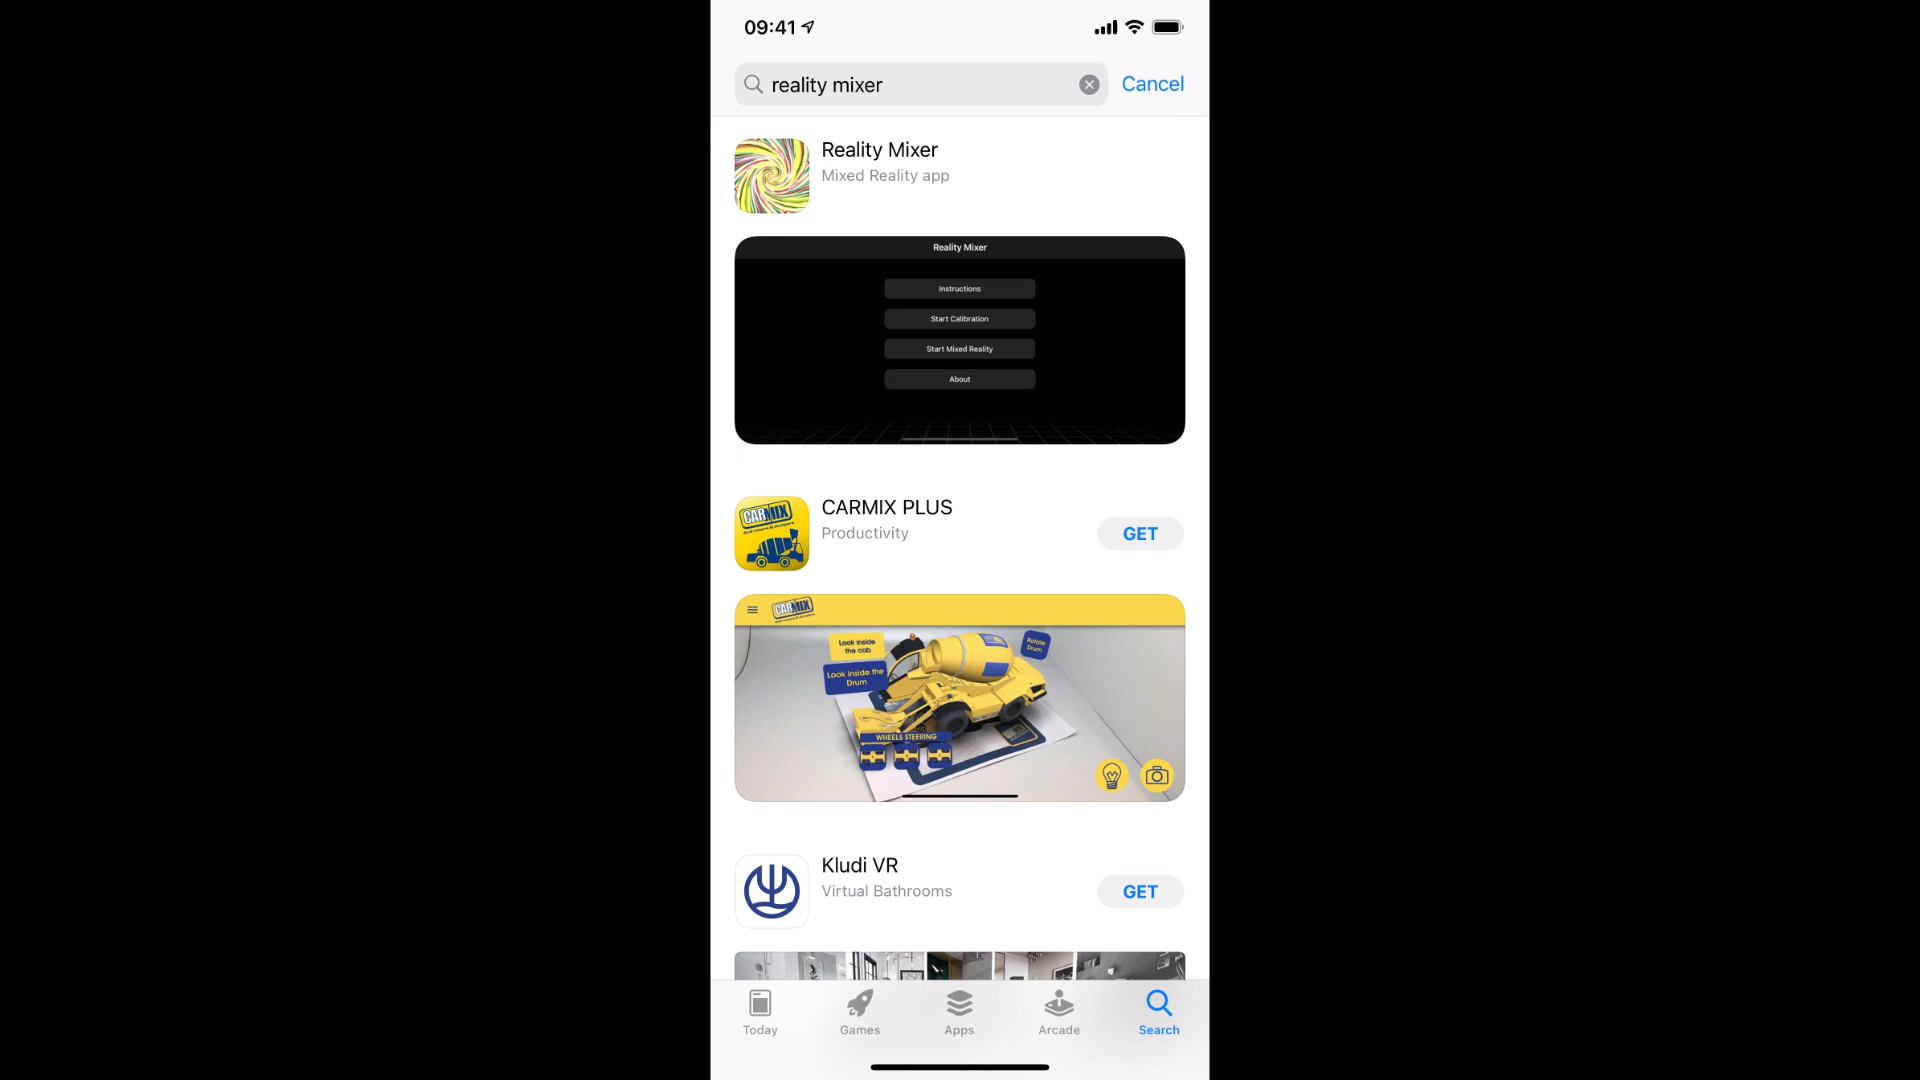 09:41
reality mixer
Cancel
Reality Mixer
Mixed Reality app
Reality Mixer
Instructions
Start Calibration
Start Mixed Reality
About
CARMIX
CARMIX PLUS
Productivity
GET
CARMIX
Look inside
the cab
Rotate
Drum
Look inside the
Drum
WHEELS STEERING
Kludi VR
Virtual Bathrooms
GET
Today
Games
Apps
Arcade
Search